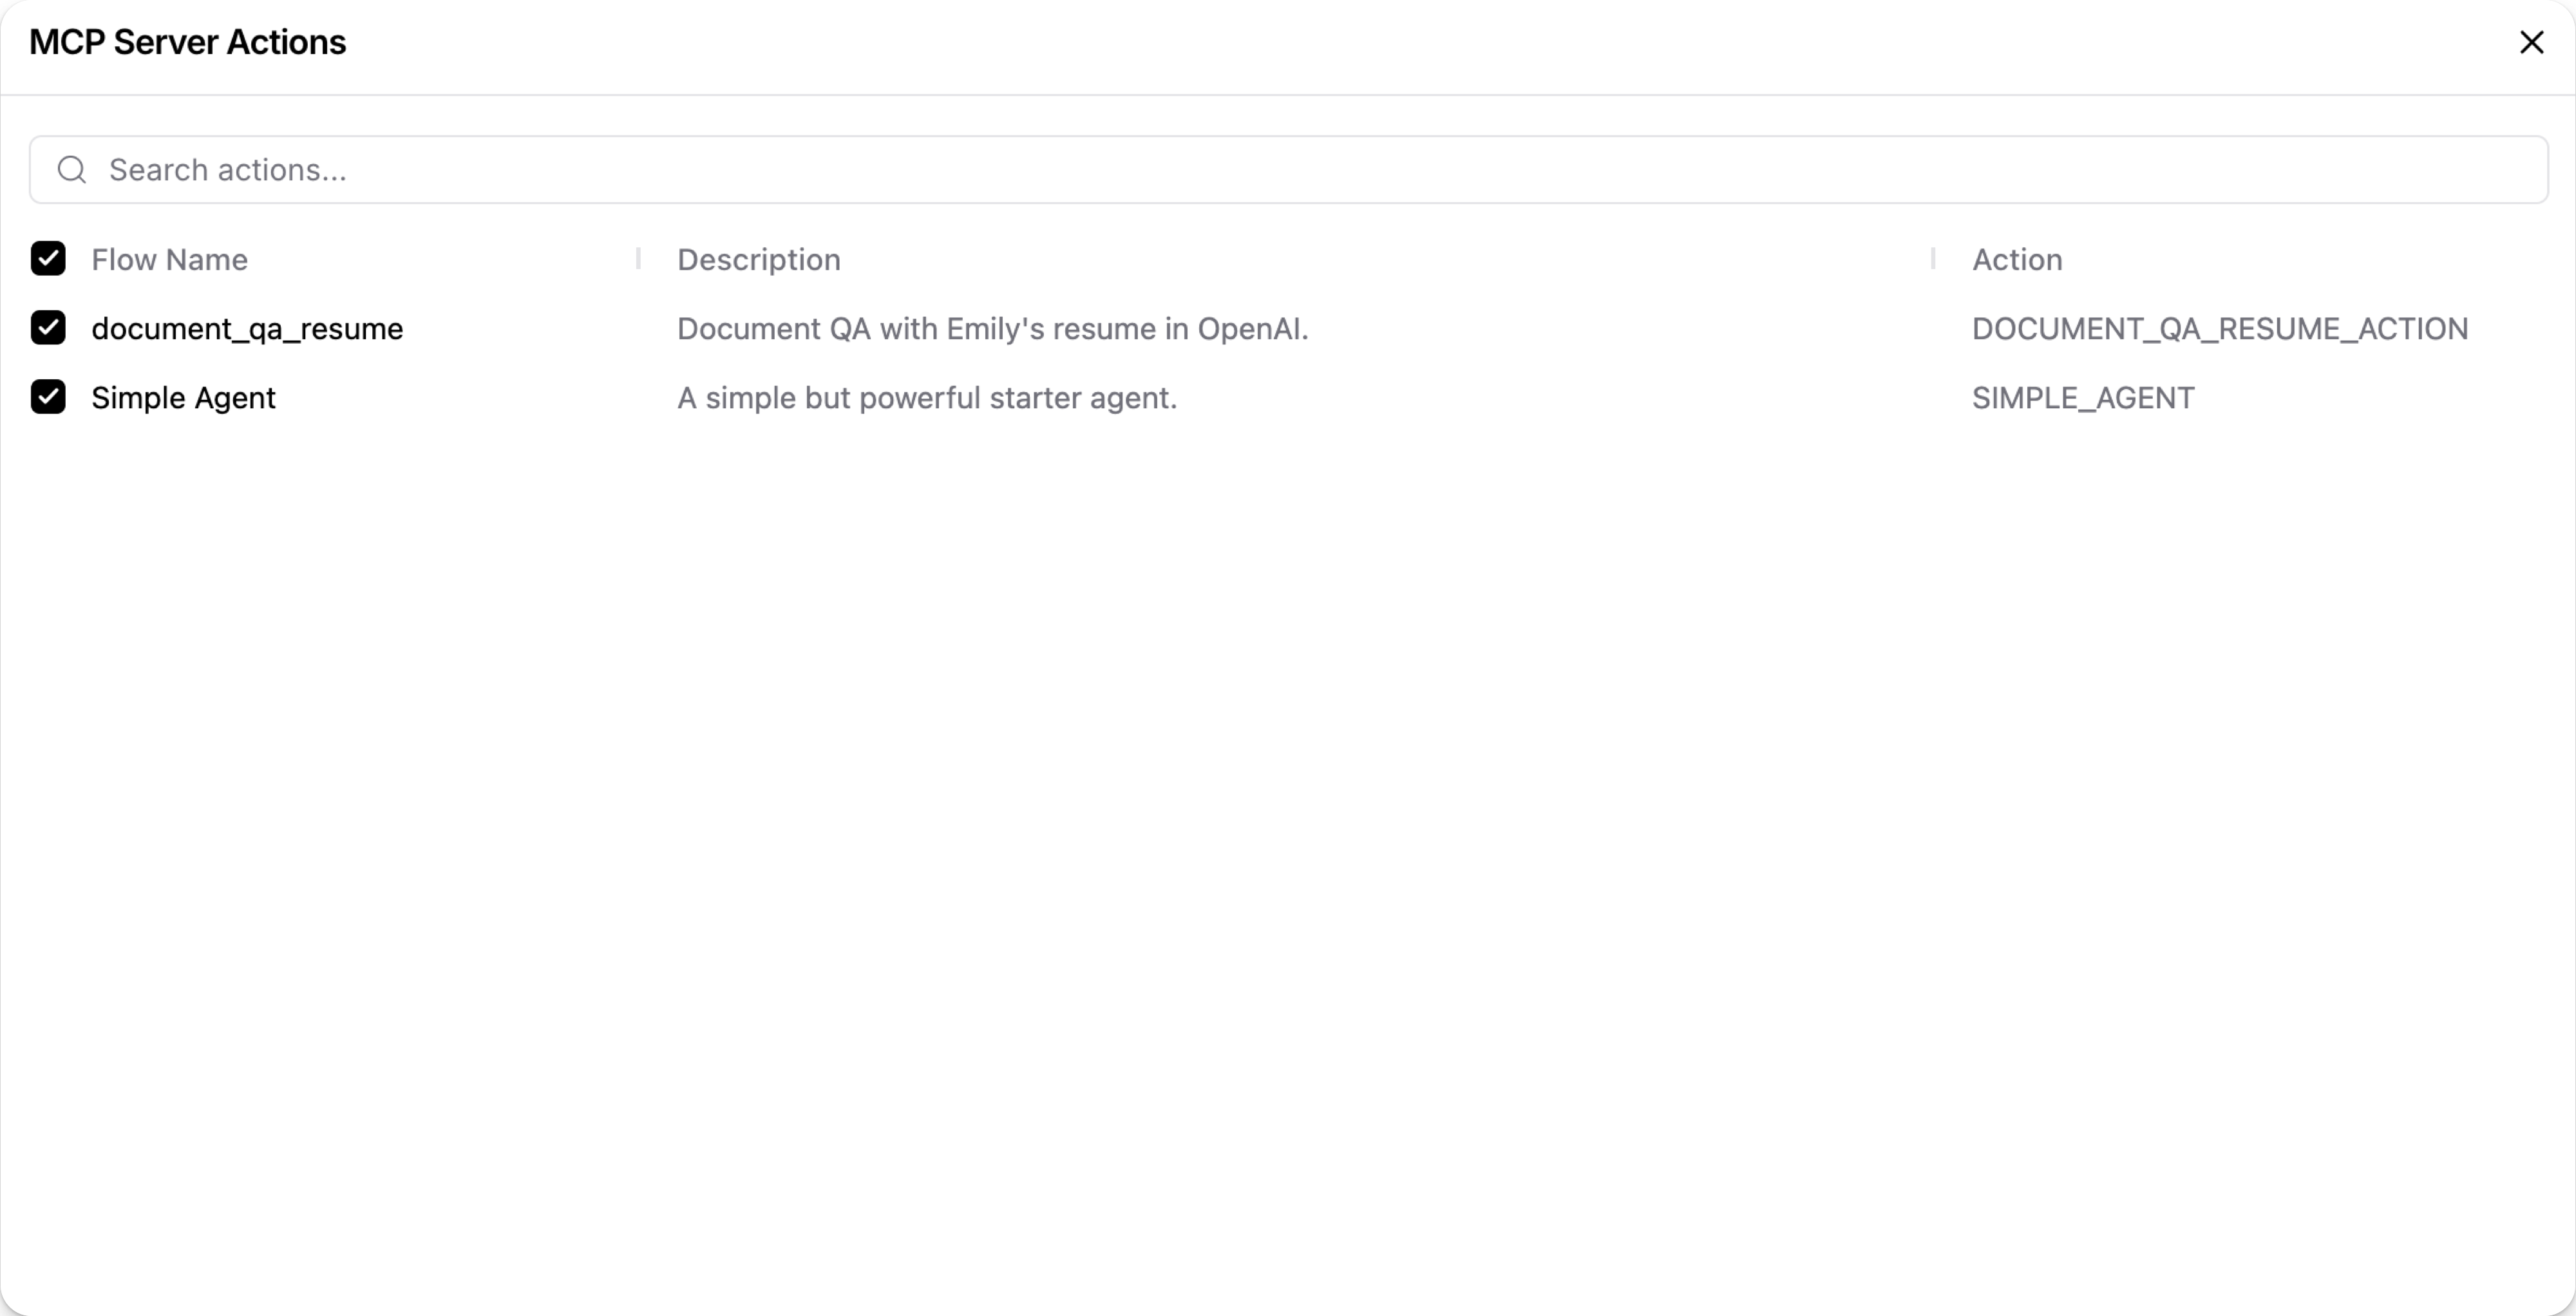 MCP Server Actions
Search actions...
Flow Name Description Action
document_qa_resume Document QA with Emily's resume in OpenAI. DOCUMENT_QA_RESUME_ACTION
Simple Agent A simple but powerful starter agent. SIMPLE_AGENT